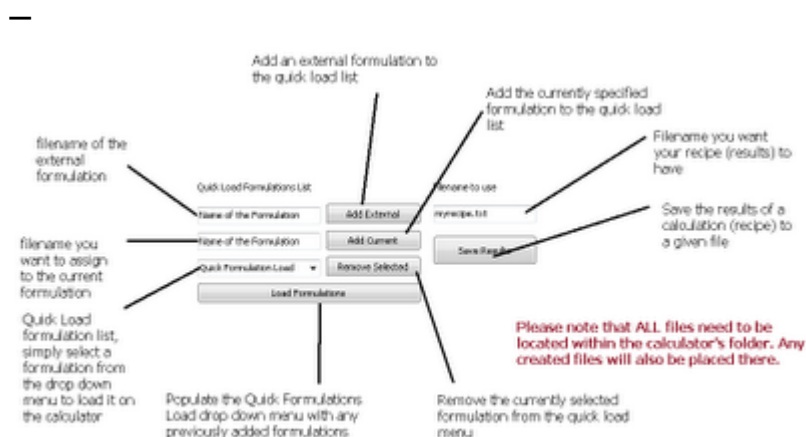 Add an external formulation to
the quick load list
Add the currently specified
formulation to the quick load
list
filename of the
external
formulation
Filename you want
your recipe (results) to
have
Quick Load Formulations List
filename to use
Name of the Formulation
Add External
myrecipe.txt
Save the results of a
calculation (recipe) to
a given file
filename you
want to assign
to the current
formulation
Name of the Formulation
Add Current
Save Results
Quick Formulation Load
Remove Selected
Load Formulations
Quick Load
formulation list,
simply select a
formulation from
the drop down
menu to load it on
the calculator
Please note that ALL files need to be
located within the calculator's folder. Any
created files will also be placed there.
Populate the Quick Formulations
Load drop down menu with any
previously added formulations
Remove the currently selected
formulation from the quick load
menu